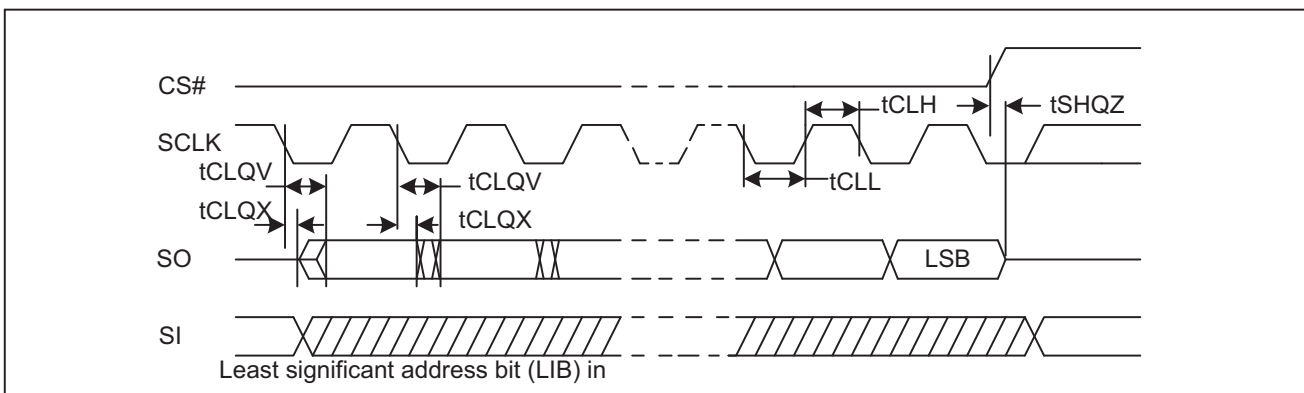 CS#
tCLH
tSHQZ
SCLK
tCLQV
tCLQV
tCLL
tCLQX
tCLQX
SO
LSB
SI
Least significant address bit (LIB) in